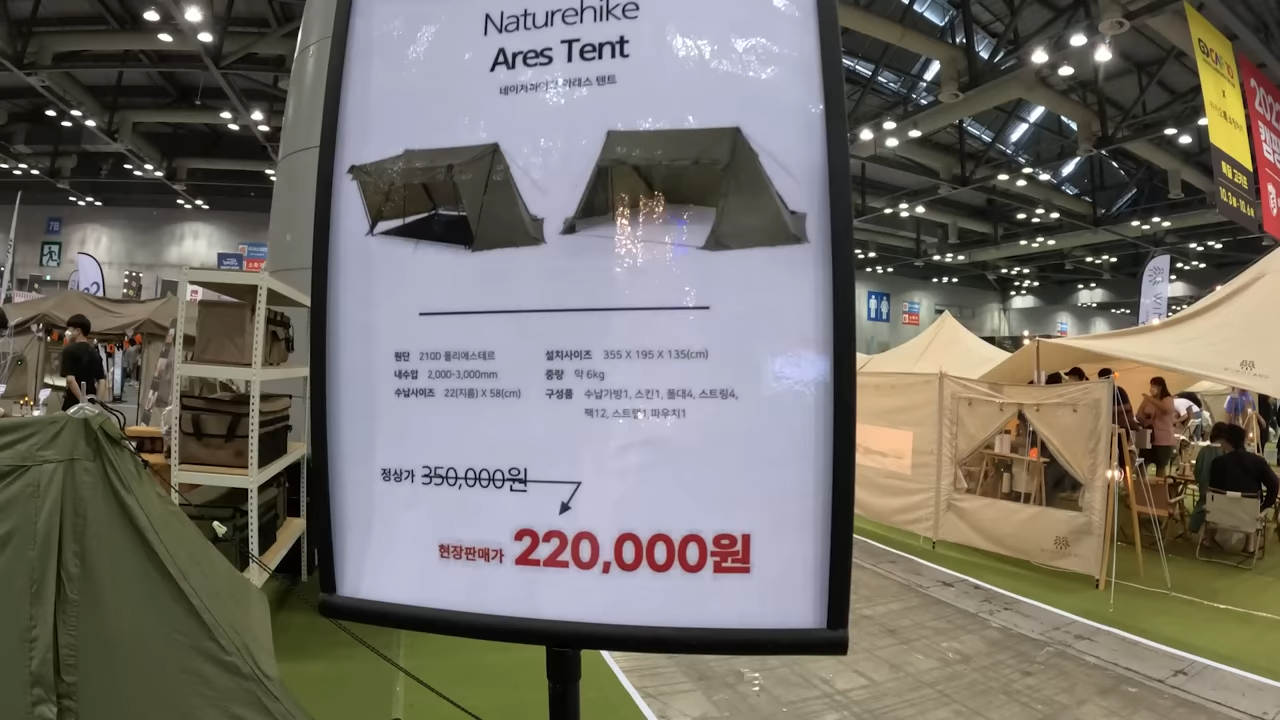 Naturehike
Ares Tent
네이처하이크 아레스 텐트
원단 210D 폴리에스테르
내수압 2,000-3,000mm
수납사이즈 22(지름) X 58(cm)
설치사이즈 355 X 195 X 135(cm)
중량 약 6kg
구성품 수납가방1, 스킨1, 폴대4, 스트링4,
팩12, 스트랩1, 파우치1
정상가 350,000원
현장판매가 220,000원
7B
10.3 - 10.6